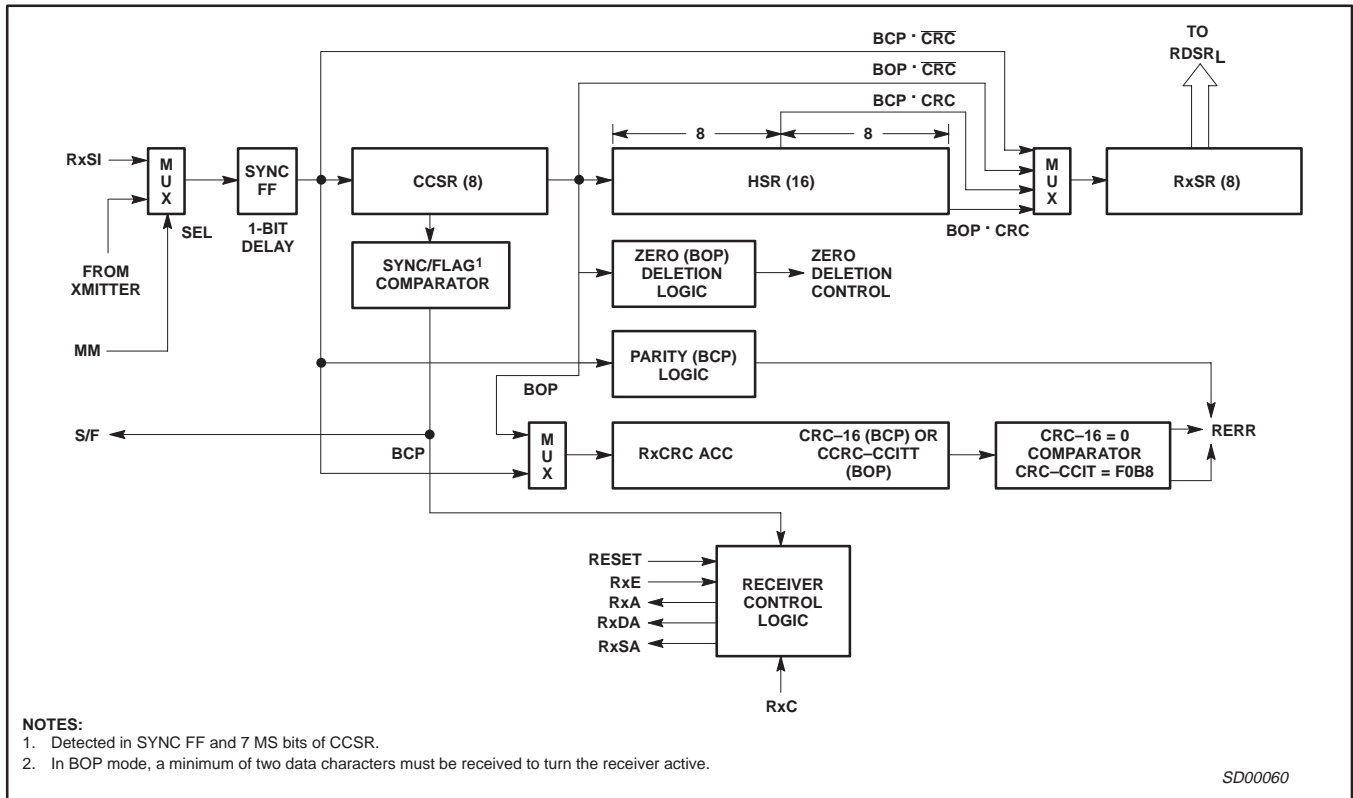 BCP · CRC
BOP · CRC
BCP · CRC
TO
RDSRL
8
8
RxSI
M
U
X
SYNC
FF
CCSR (8)
HSR (16)
M
U
X
RxSR (8)
SEL
1-BIT
DELAY
BOP · CRC
FROM
XMITTER
SYNC/FLAG1
COMPARATOR
ZERO (BOP)
DELETION
LOGIC
ZERO
DELETION
CONTROL
MM
PARITY (BCP)
LOGIC
BOP
S/F
BCP
M
U
X
RxCRC ACC
CRC–16 (BCP) OR
CCRC–CCITT
(BOP)
CRC–16 = 0
COMPARATOR
CRC–CCIT = F0B8
RERR
RESET
RxE
RxA
RxDA
RxSA
RECEIVER
CONTROL
LOGIC
RxC
NOTES:
1. Detected in SYNC FF and 7 MS bits of CCSR.
2. In BOP mode, a minimum of two data characters must be received to turn the receiver active.
SD00060